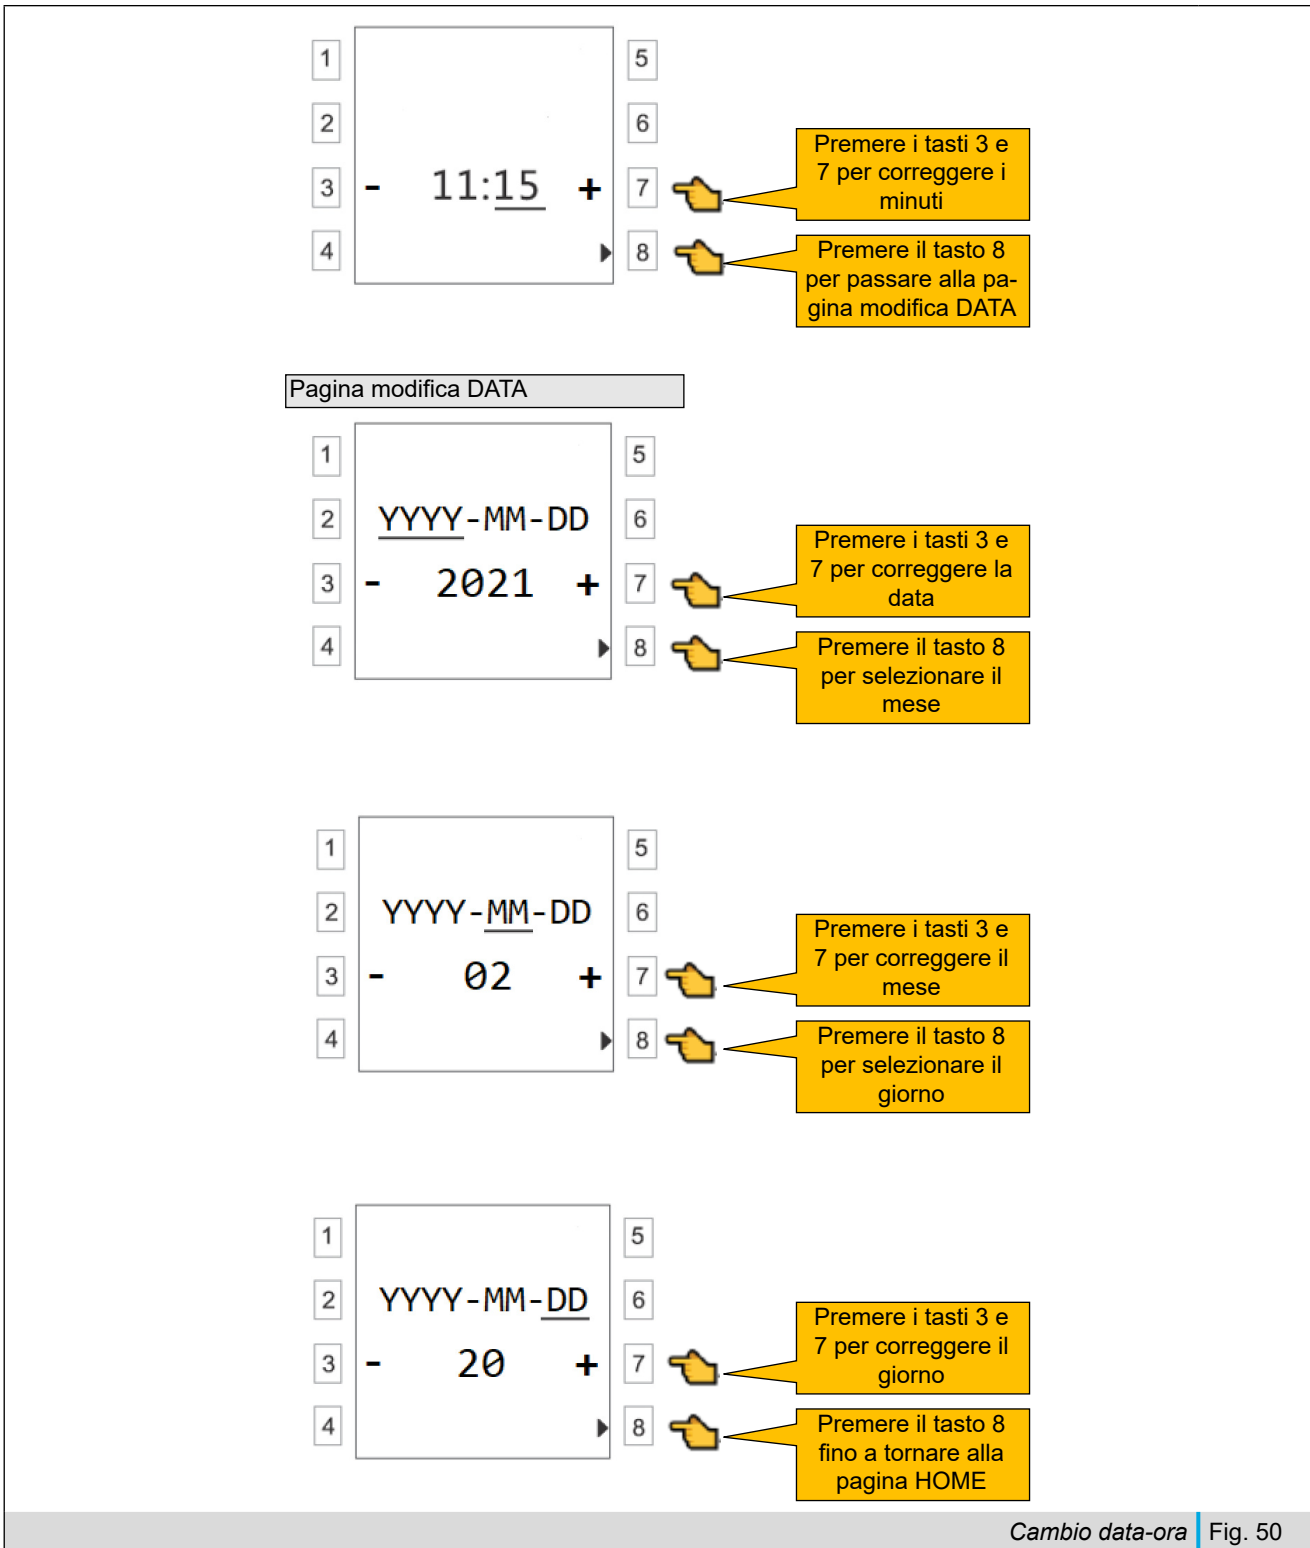 1
5
2
6
3 - 11:15 + 7
4 8
Premere i tasti 3 e
7 per correggere i
minuti
Premere il tasto 8
per passare alla pa-
gina modifica DATA
Pagina modifica DATA
1
5
2 YYYY-MM-DD 6
3 - 2021 + 7
4 8
Premere i tasti 3 e
7 per correggere la
data
Premere il tasto 8
per selezionare il
mese
1
5
2 YYYY-MM-DD 6
3 - 02 + 7
4 8
Premere i tasti 3 e
7 per correggere il
mese
Premere il tasto 8
per selezionare il
giorno
1
5
2 YYYY-MM-DD 6
3 - 20 + 7
4 8
Premere i tasti 3 e
7 per correggere il
giorno
Premere il tasto 8
fino a tornare alla
pagina HOME
Cambio data-ora Fig. 50